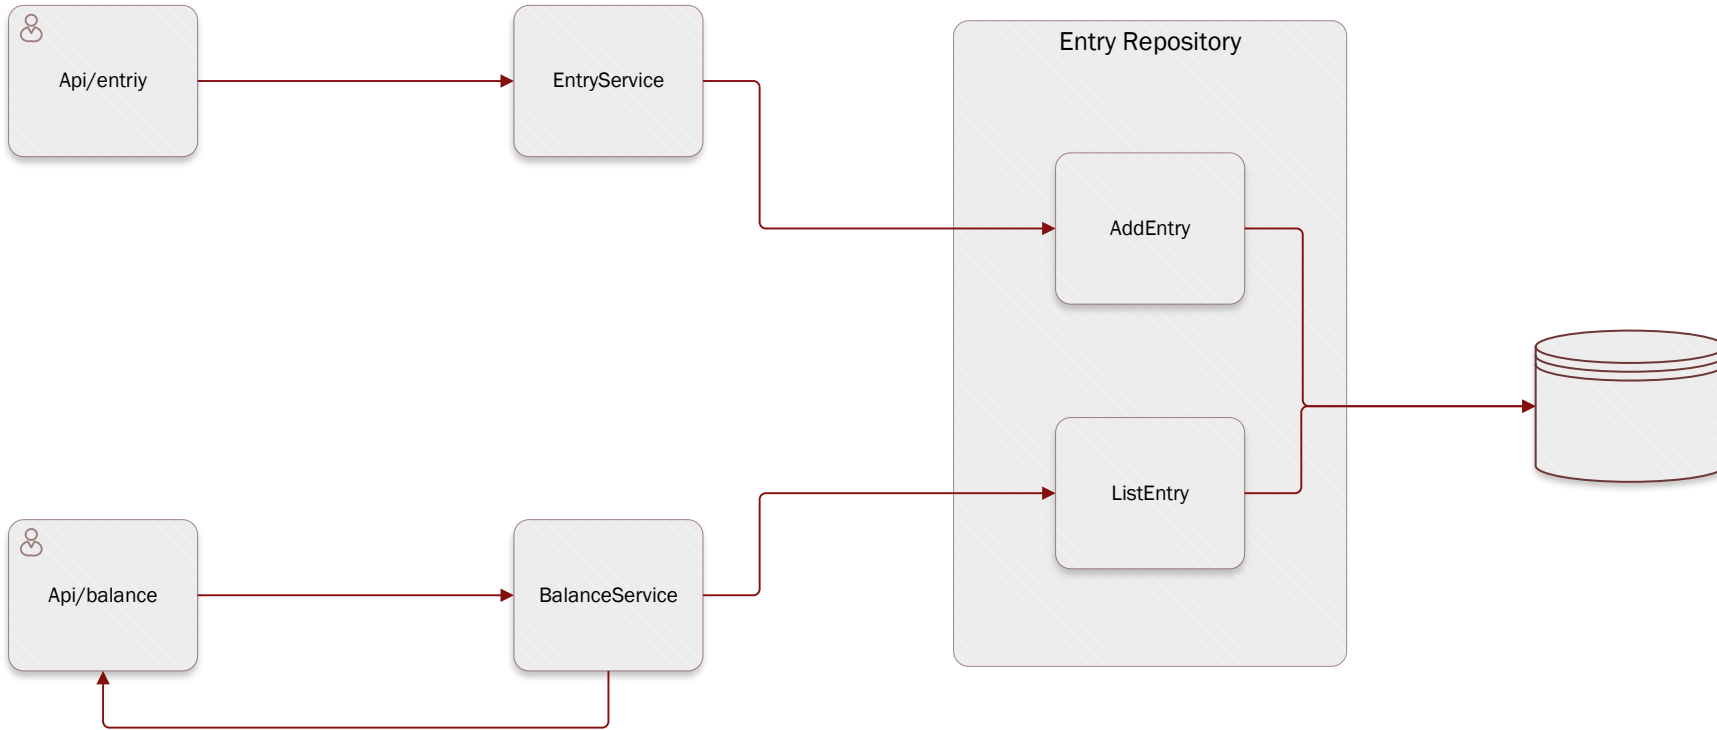 Entry Repository
Api/entriy
EntryService
AddEntry
ListEntry
Api/balance
BalanceService